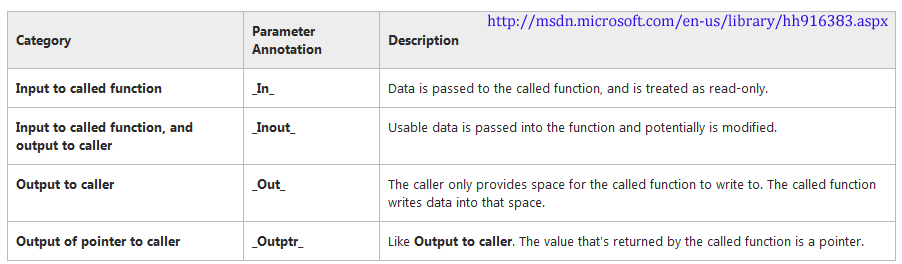 http://msdn.microsoft.com/en-us/library/hh916383.aspx
Category
Parameter
Annotation
Description
Input to called function
_In_
Data is passed to the called function, and is treated as read-only.
Input to called function, and
output to caller
_Inout_
Usable data is passed into the function and potentially is modified.
Output to caller
_Out_
The caller only provides space for the called function to write to. The called function
writes data into that space.
Output of pointer to caller
_Outptr_
Like Output to caller. The value that's returned by the called function is a pointer.